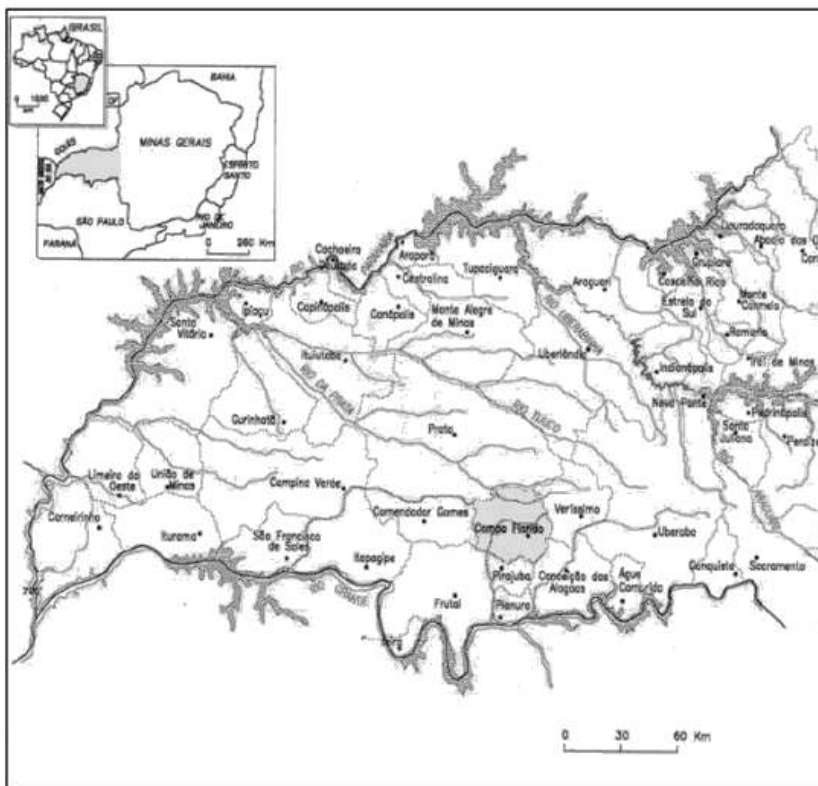 BRASIL
BAHIA
DF
GOIÁS
MINAS GERAIS
ESPÍRITO
SANTO
SÃO PAULO
RIO DE
JANEIRO
PARANÁ
0 260 Km
Cachoeira
Araporã
Centralina
Tupaciguara
Araguari
Douradoquara
Grupiara
Cascalho Rico
Estrela do
Sul
Monte
Carmelo
Romaria
Iraí de Minas
Ipiaçu
Capinópolis
Canápolis
Monte Alegre
de Minas
Santa
Vitória
Ituiutaba
Uberlândia
RIO UBERABINHA
Indianópolis
Nova Ponte
RIO DA PRATA
RIO TIJUCO
Gurinhatã
Prata
Pedrinópolis
Santa
Juliana
RIO
ARAGUARI
Limeira do
Oeste
União de
Minas
Campina Verde
Comendador Gomes
Campo Florido
Veríssimo
Uberaba
Carneirinho
Iturama
São Francisco
de Sales
Itapagipe
Pirajuba
Conceição das
Alagoas
Água
Comprida
Conquista
Sacramento
RIO GRANDE
Frutal
Planura
0 30 60 Km